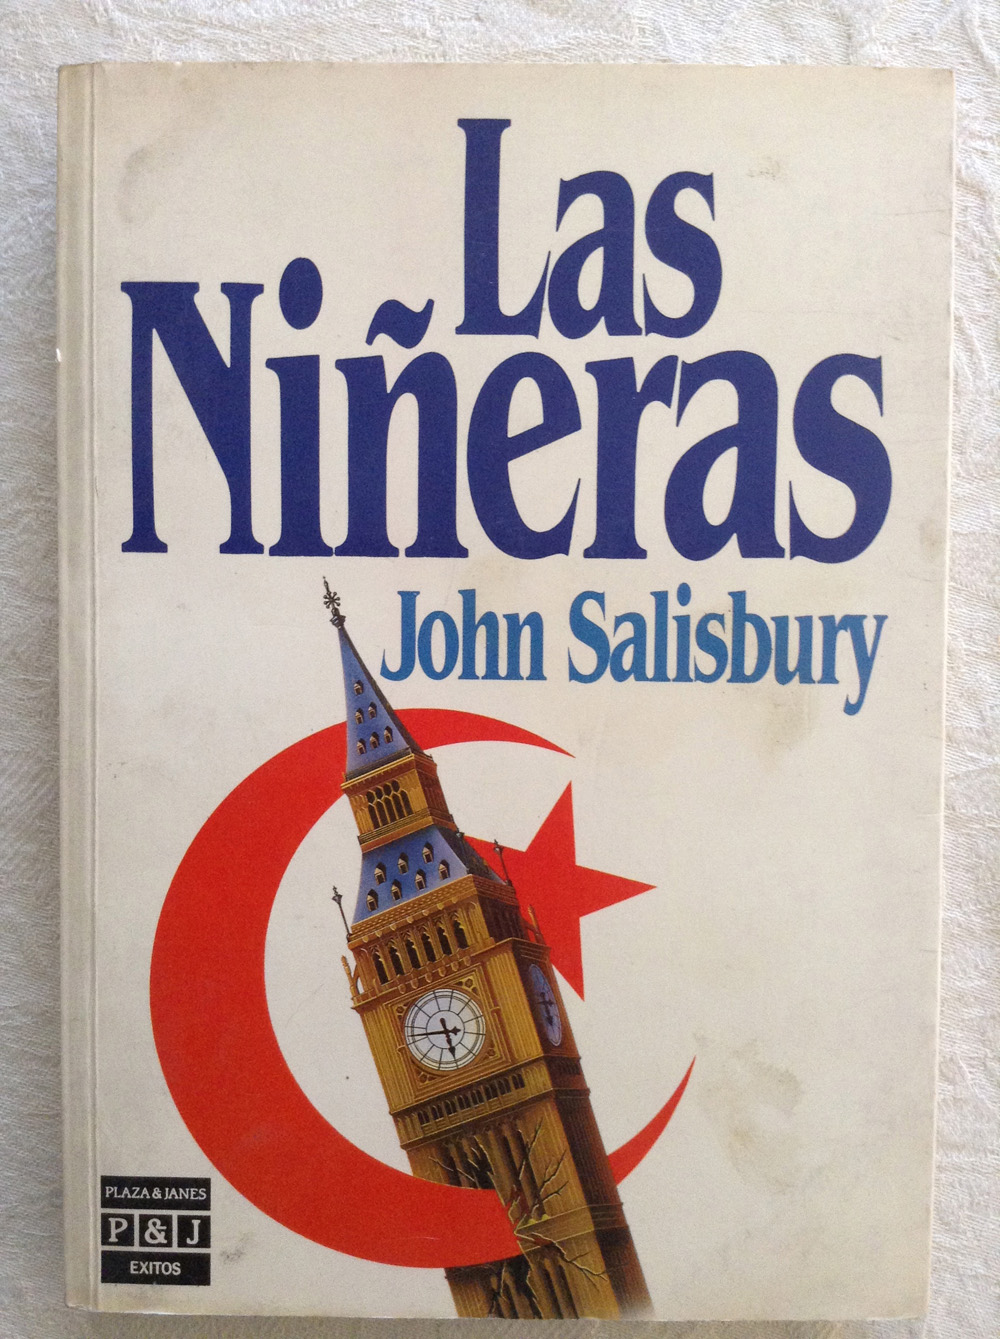 Las
Niñeras
John Salisbury
PLAZA & JANES
P & J
EXITOS